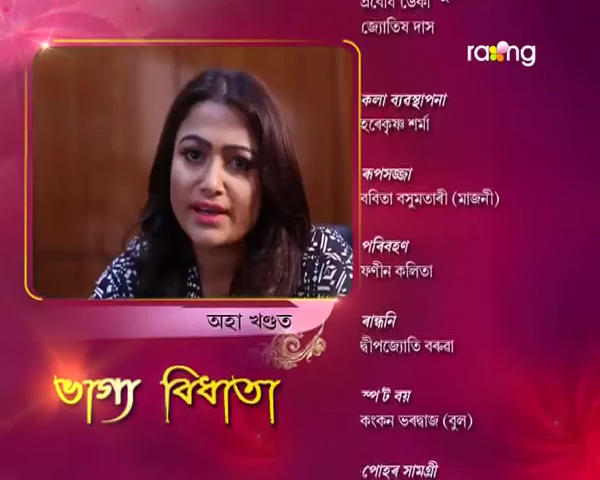 প্ৰবোধ ডেকা
জ্যোতিষ দাস
rang
কলা ব্যৱস্থাপনা
হৰেকৃষ্ণ শৰ্মা
ৰূপসজ্জা
ববিতা বসুমতাৰী (মাজনী)
পৰিবহণ
ফণীন কলিতা
ৰান্ধনি
দ্বীপজ্যোতি বৰুৱা
স্প'ট বয়
কংকন ভৰদ্বাজ (বুল)
পোহৰ সামগ্ৰী
অহা খণ্ডত
ভাগ্য বিধাতা